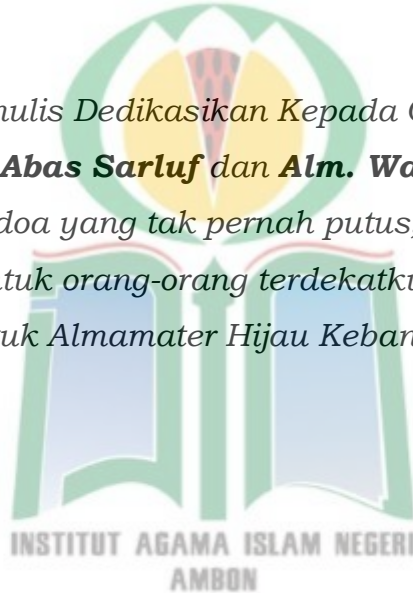 nulis Dedikasikan Kepada
Abas Sarluf dan Alm. Wa
doa yang tak pernah putus,
tuk orang-orang terdekatku
uk Almamater Hijau Keban
INSTITUT AGAMA ISLAM NEGERI
AMBON